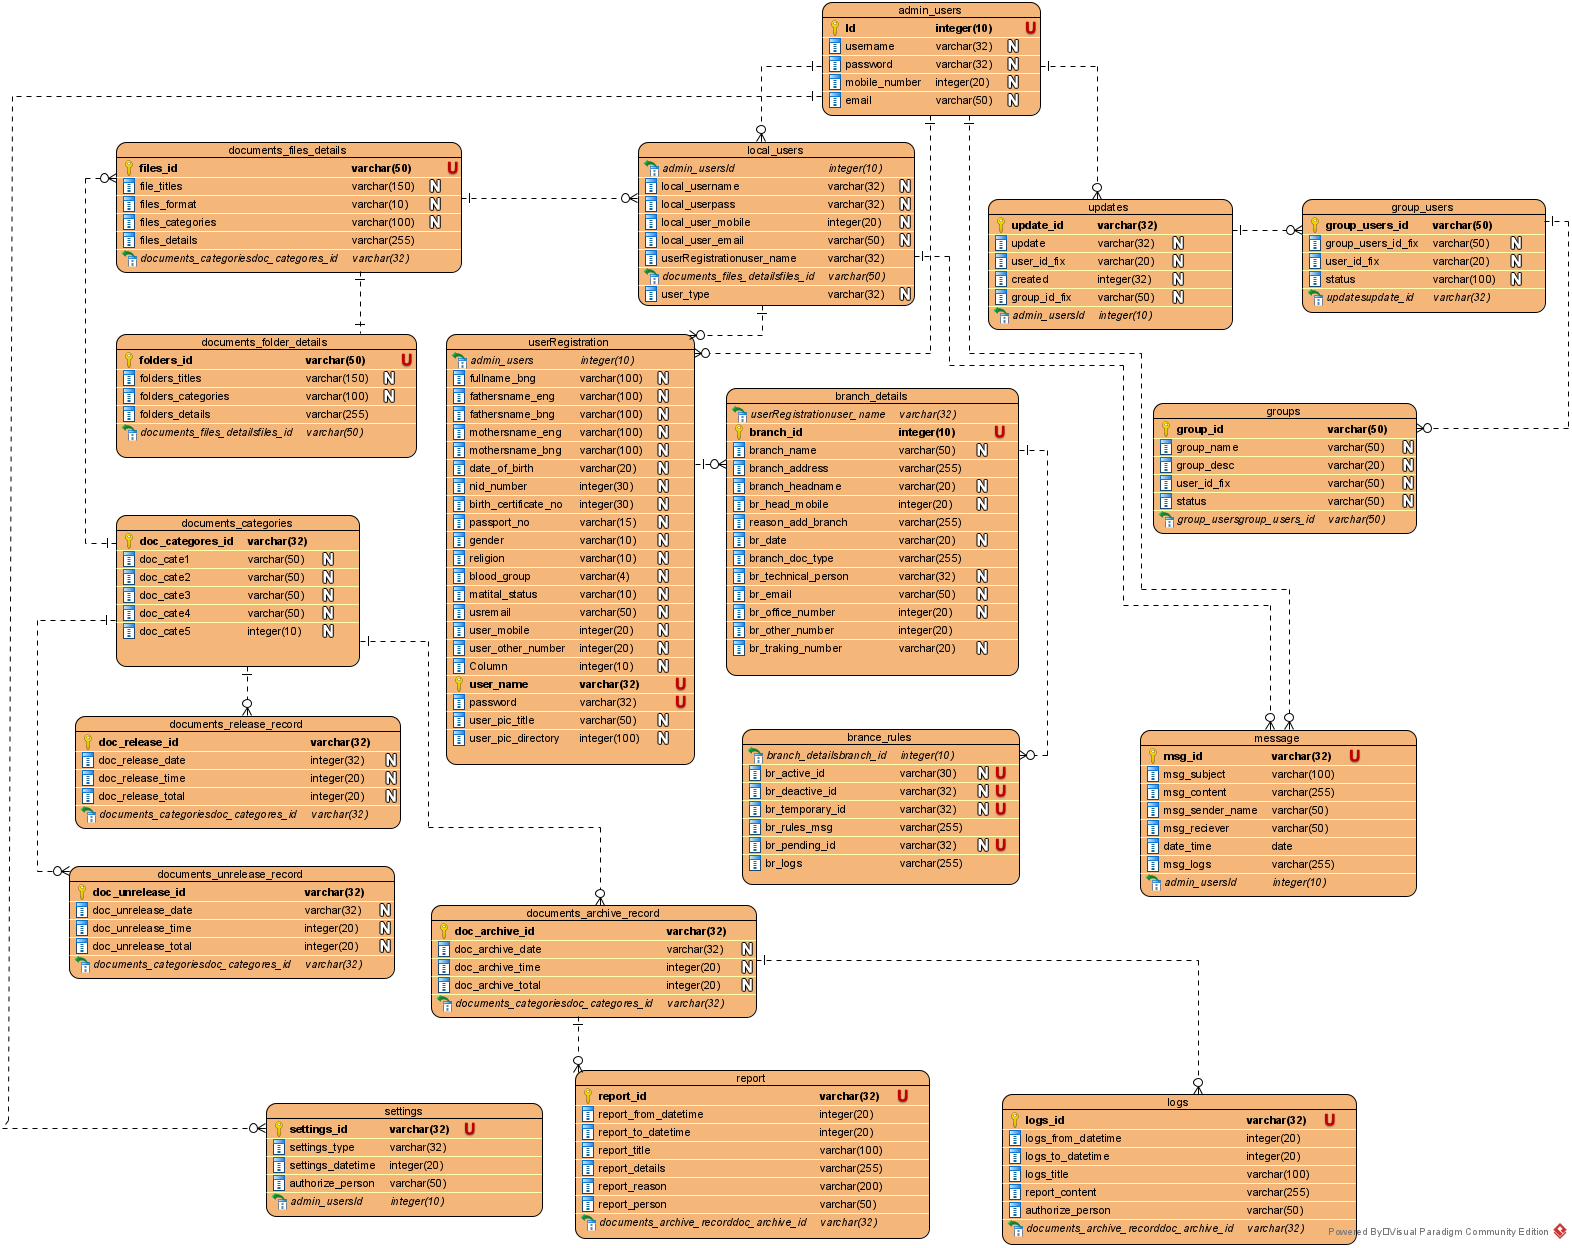 admin_users
Id integer(10) U
username varchar(32) N
password varchar(32) N
mobile_number integer(20) N
email varchar(50) N
documents_files_details
files_id varchar(50) U
file_titles varchar(150) N
files_format varchar(10) N
files_categories varchar(100) N
files_details varchar(255)
documents_categoriesdoc_categores_id varchar(32)
local_users
admin_usersId integer(10)
local_username varchar(32) N
local_userpass varchar(32) N
local_user_mobile integer(20) N
local_user_email varchar(50) N
userRegistrationuser_name varchar(32)
documents_files_detailsfiles_id varchar(50)
user_type varchar(32) N
updates
update_id varchar(32)
update varchar(32) N
user_id_fix varchar(20) N
created integer(32) N
group_id_fix varchar(50) N
admin_usersId integer(10)
group_users
group_users_id varchar(50)
group_users_id_fix varchar(50) N
user_id_fix varchar(20) N
status varchar(100) N
updatesupdate_id varchar(32)
documents_folder_details
folders_id varchar(50) U
folders_titles varchar(150) N
folders_categories varchar(100) N
folders_details varchar(255)
documents_files_detailsfiles_id varchar(50)
userRegistration
admin_users integer(10)
fullname_bng varchar(100) N
fathersname_eng varchar(100) N
fathersname_bng varchar(100) N
mothersname_eng varchar(100) N
mothersname_bng varchar(100) N
date_of_birth varchar(20) N
nid_number integer(30) N
birth_certificate_no integer(30) N
passport_no varchar(15) N
gender varchar(10) N
religion varchar(10) N
blood_group varchar(4) N
matital_status varchar(10) N
usremail varchar(50) N
user_mobile integer(20) N
user_other_number integer(20) N
Column integer(10) N
user_name varchar(32) U
password varchar(32) U
user_pic_title varchar(50) N
user_pic_directory integer(100) N
branch_details
userRegistrationuser_name varchar(32)
branch_id integer(10) U
branch_name varchar(50) N
branch_address varchar(255)
branch_headname varchar(20) N
br_head_mobile integer(20) N
reason_add_branch varchar(255)
br_date varchar(20) N
branch_doc_type varchar(255)
br_technical_person varchar(32) N
br_email varchar(50) N
br_office_number integer(20) N
br_other_number integer(20)
br_traking_number varchar(20) N
groups
group_id varchar(50)
group_name varchar(50) N
group_desc varchar(20) N
user_id_fix varchar(50) N
status varchar(50) N
group_usersgroup_users_id varchar(50)
documents_categories
doc_categores_id varchar(32)
doc_cate1 varchar(50) N
doc_cate2 varchar(50) N
doc_cate3 varchar(50) N
doc_cate4 varchar(50) N
doc_cate5 integer(10) N
documents_release_record
doc_release_id varchar(32)
doc_release_date integer(32) N
doc_release_time integer(20) N
doc_release_total integer(20) N
documents_categoriesdoc_categores_id varchar(32)
brance_rules
branch_detailsbranch_id integer(10)
br_active_id varchar(30) N U
br_deactive_id varchar(32) N U
br_temporary_id varchar(32) N U
br_rules_msg varchar(255)
br_pending_id varchar(32) N U
br_logs varchar(255)
message
msg_id varchar(32) U
msg_subject varchar(100)
msg_content varchar(255)
msg_sender_name varchar(50)
msg_reciever varchar(50)
date_time date
msg_logs varchar(255)
admin_usersId integer(10)
documents_unrelease_record
doc_unrelease_id varchar(32)
doc_unrelease_date varchar(32) N
doc_unrelease_time integer(20) N
doc_unrelease_total integer(20) N
documents_categoriesdoc_categores_id varchar(32)
documents_archive_record
doc_archive_id varchar(32)
doc_archive_date varchar(32) N
doc_archive_time integer(20) N
doc_archive_total integer(20) N
documents_categoriesdoc_categores_id varchar(32)
settings
settings_id varchar(32) U
settings_type varchar(32)
settings_datetime integer(20)
authorize_person varchar(50)
admin_usersId integer(10)
report
report_id varchar(32) U
report_from_datetime integer(20)
report_to_datetime integer(20)
report_title varchar(100)
report_details varchar(255)
report_reason varchar(200)
report_person varchar(50)
documents_archive_recorddoc_archive_id varchar(32)
logs
logs_id varchar(32) U
logs_from_datetime integer(20)
logs_to_datetime integer(20)
logs_title varchar(100)
report_content varchar(255)
authorize_person varchar(50)
documents_archive_recorddoc_archive_id varchar(32)
Powered By Visual Paradigm Community Edition